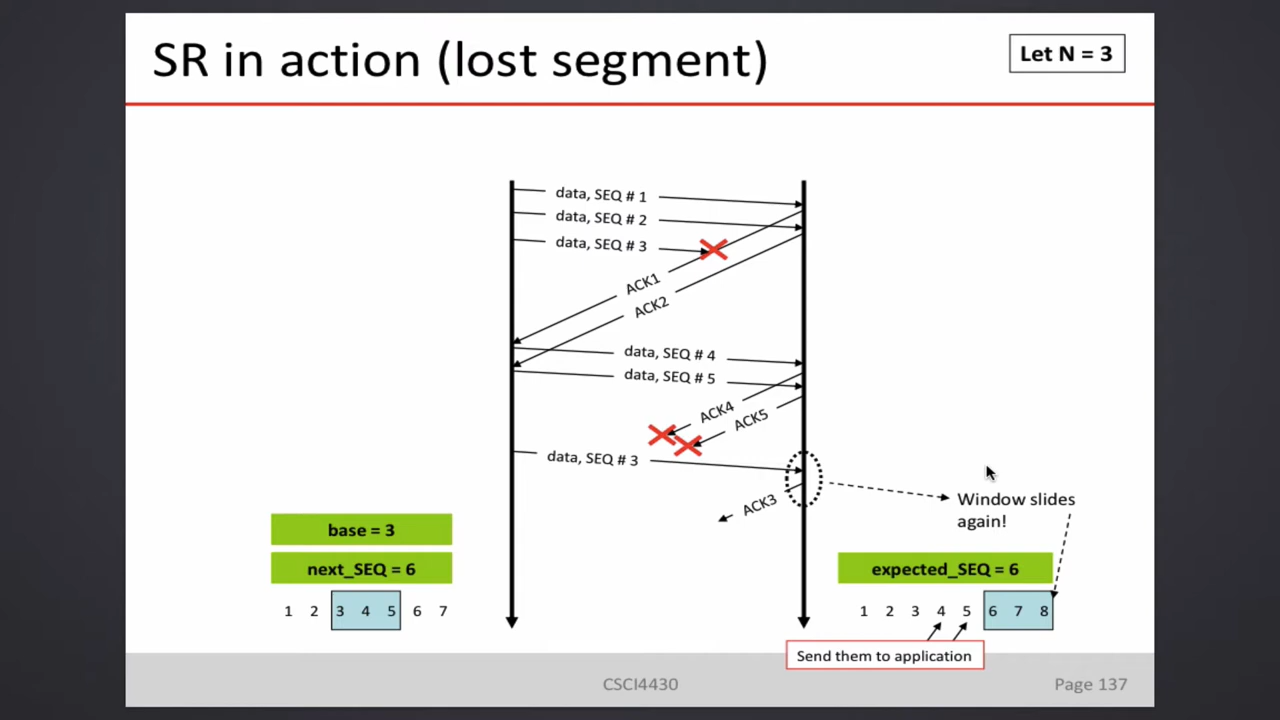 SR in action (lost segment)
Let N = 3
data, SEQ # 1
data, SEQ # 2
data, SEQ # 3
ACK1
ACK2
data, SEQ # 4
data, SEQ # 5
ACK4
ACK5
data, SEQ # 3
ACK3
Window slides
again!
base = 3
next_SEQ = 6
expected_SEQ = 6
1 2 3 4 5 6 7
1 2 3 4 5 6 7 8
Send them to application
CSCI4430
Page 137